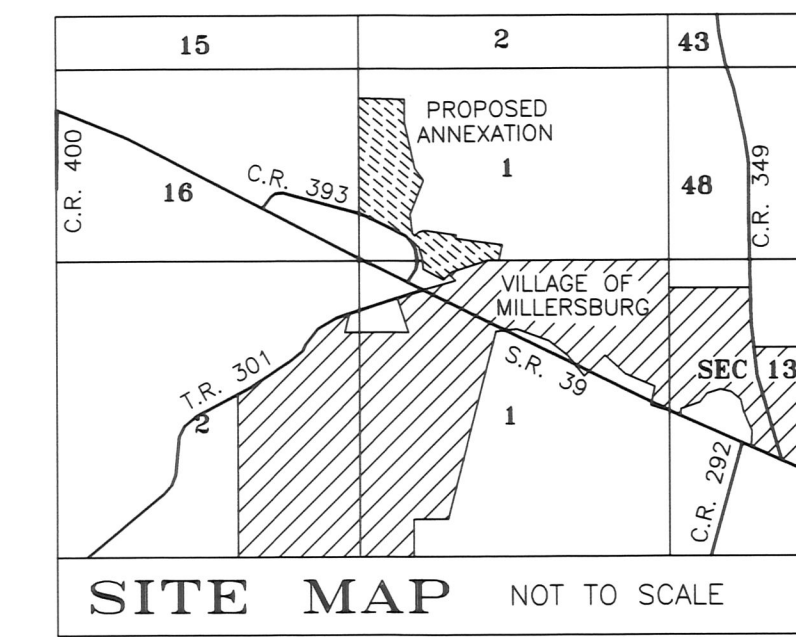 15
2
43
PROPOSED
ANNEXATION
1
C.R. 400
16
C.R. 393
48
C.R. 349
VILLAGE OF
MILLERSBURG
T.R. 301
2
S.R. 39
SEC 13
1
C.R. 292
SITE MAP NOT TO SCALE